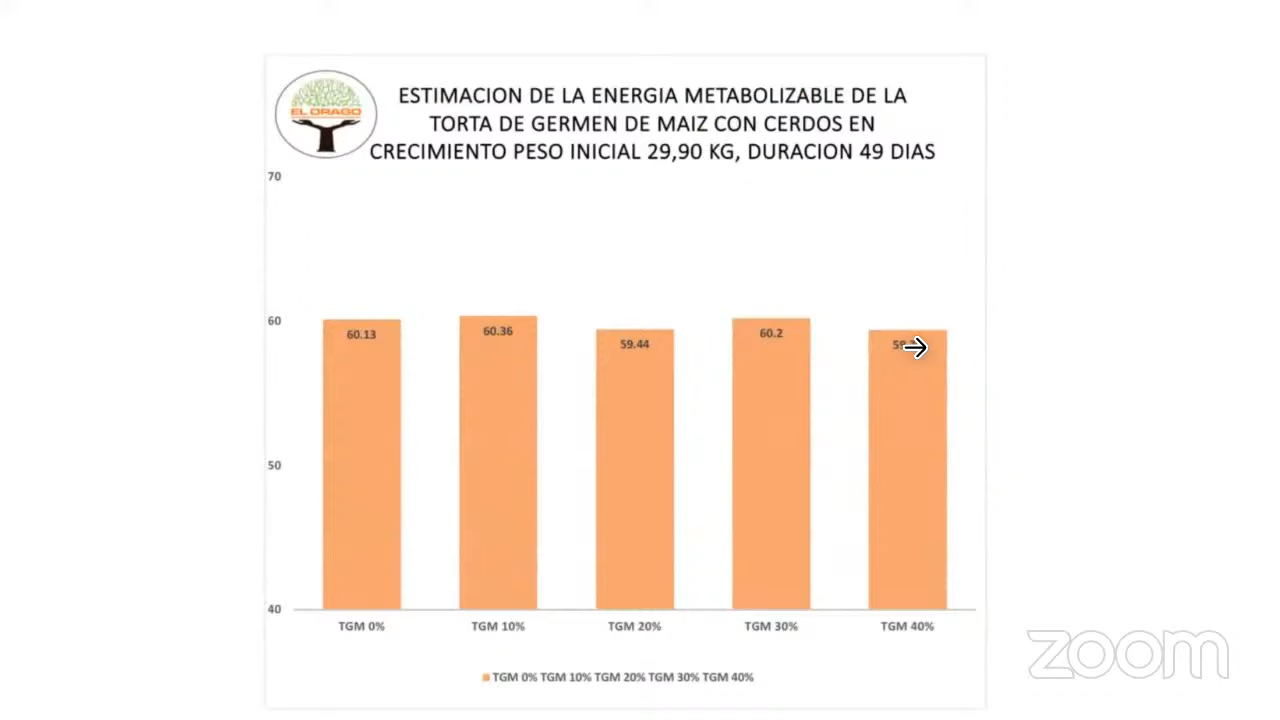 EL DRAGO
ESTIMACION DE LA ENERGIA METABOLIZABLE DE LA
TORTA DE GERMEN DE MAIZ CON CERDOS EN
CRECIMIENTO PESO INICIAL 29,90 KG, DURACION 49 DIAS
70
60
50
40
60.13
60.36
59.44
60.2
TGM 0%
TGM 10%
TGM 20%
TGM 30%
TGM 40%
TGM 0% TGM 10% TGM 20% TGM 30% TGM 40%
zoom